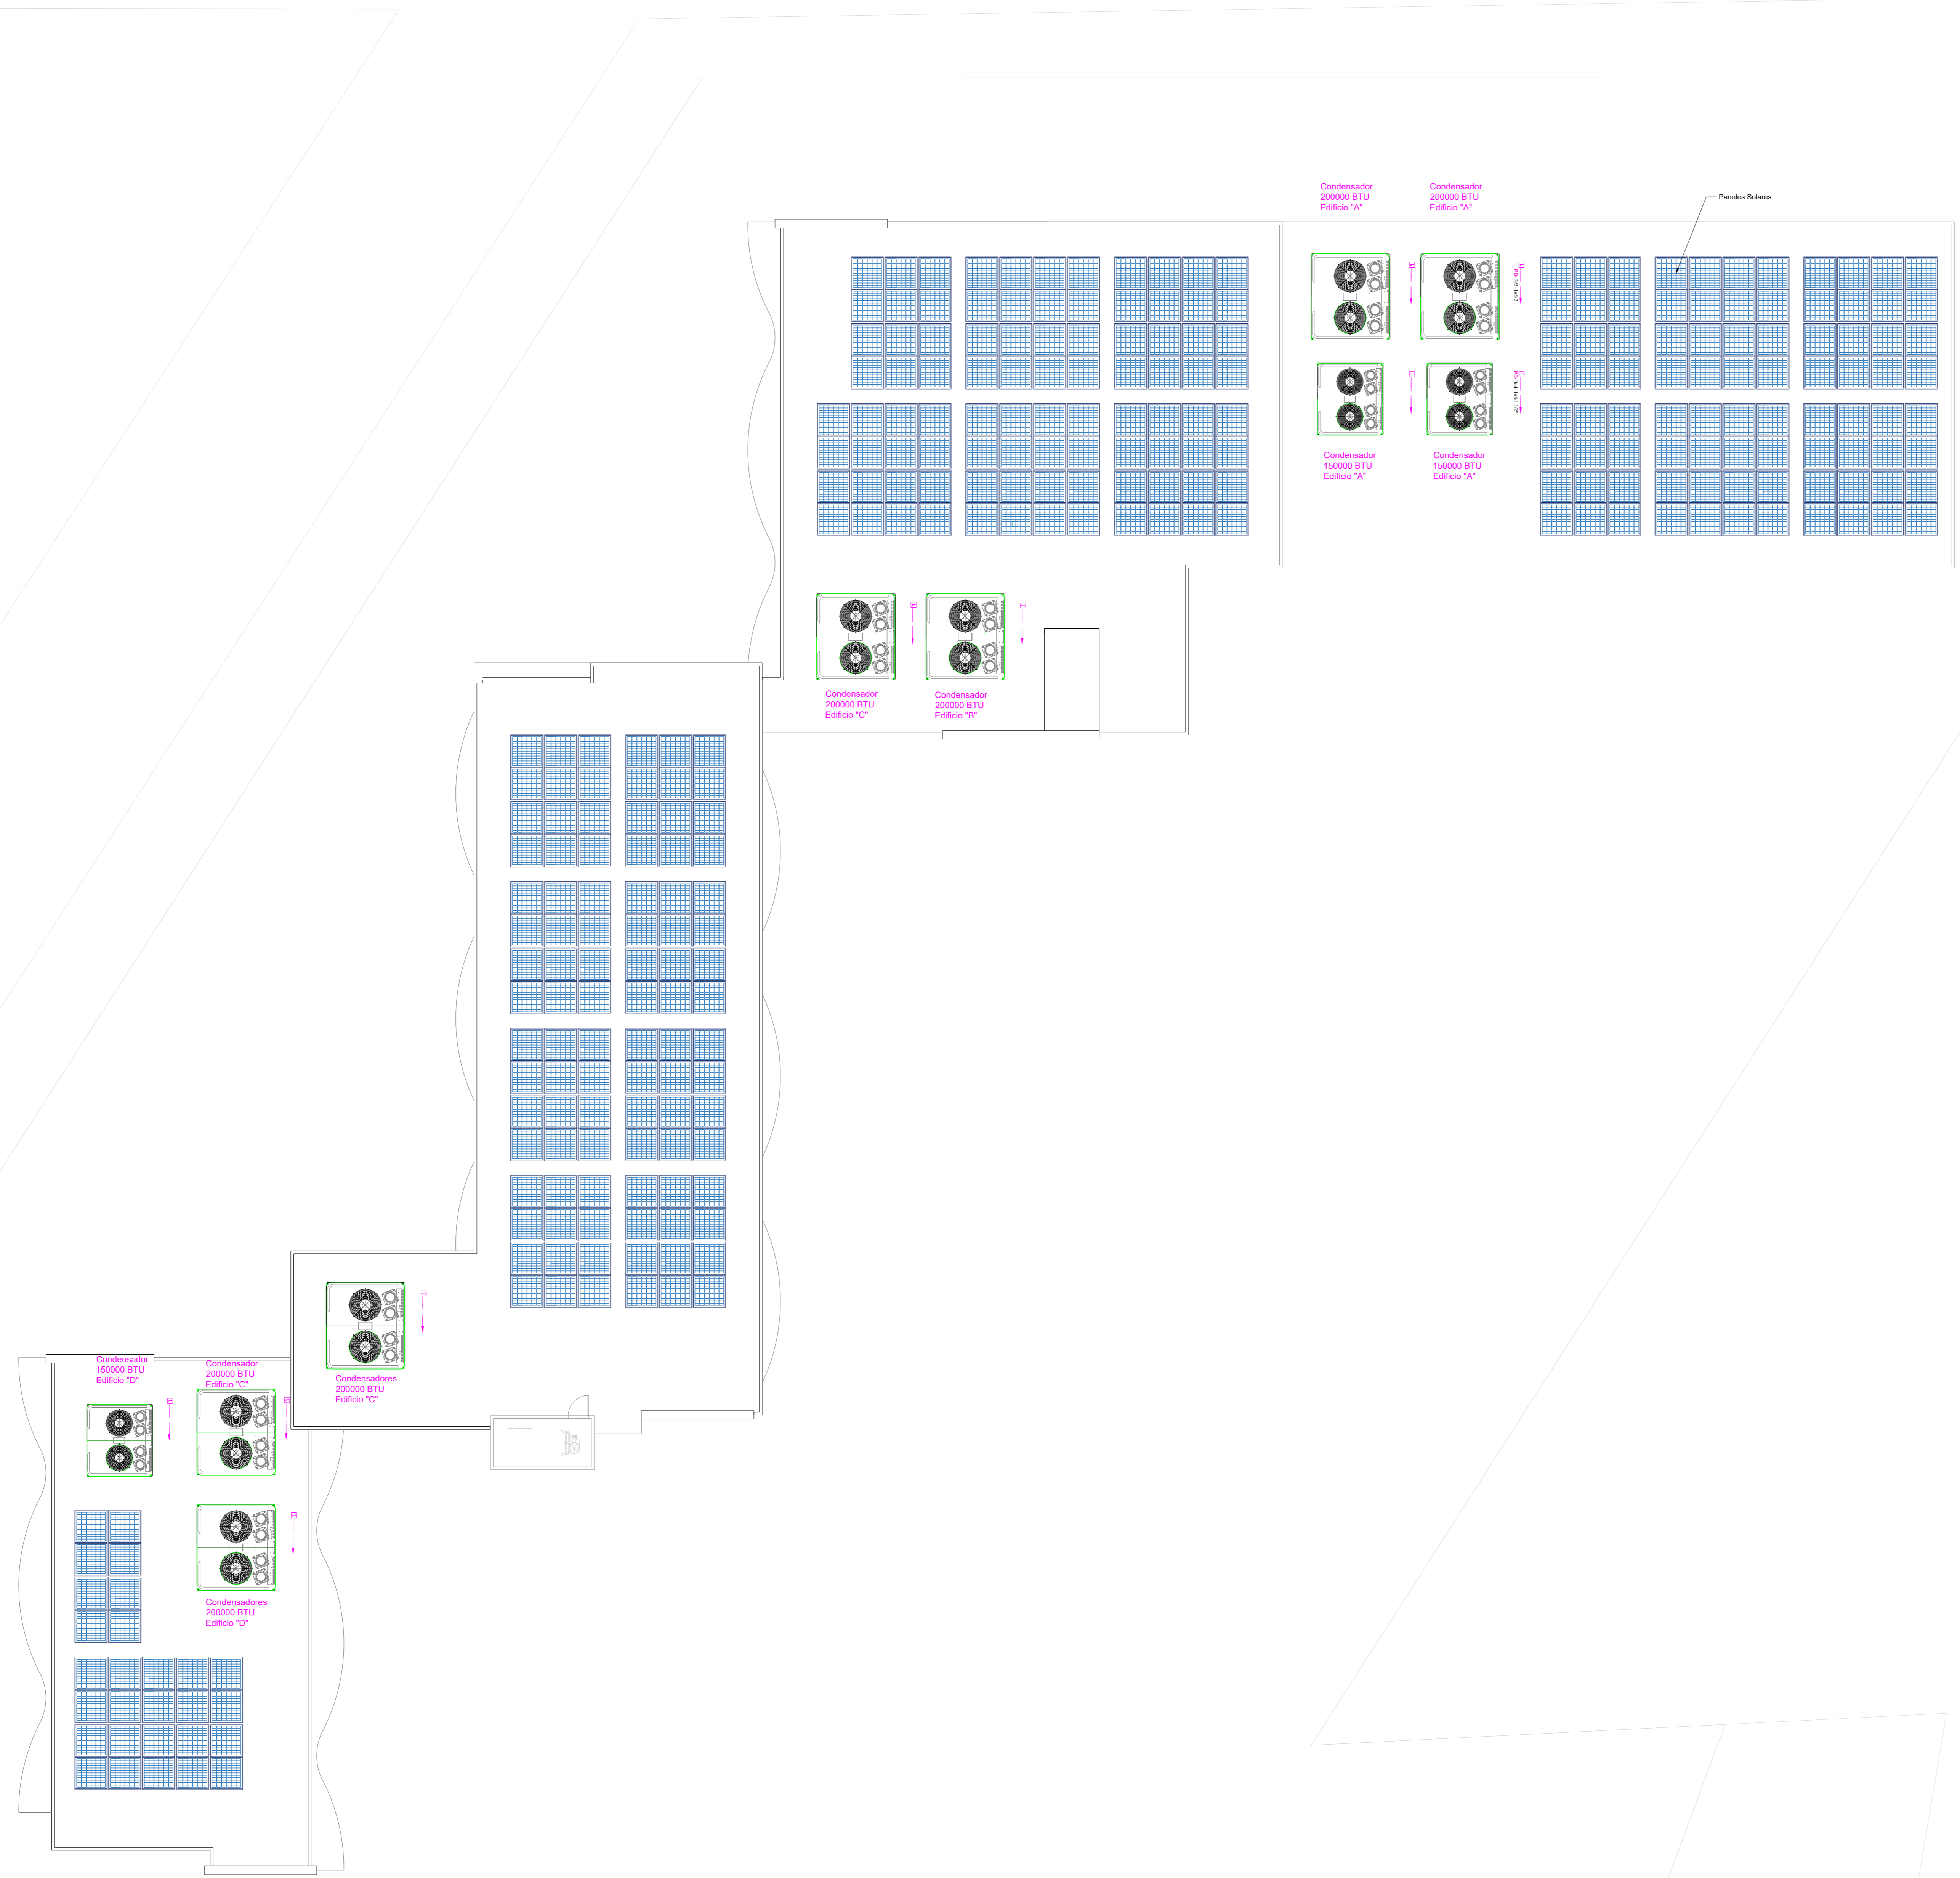 Condensador
200000 BTU
Edificio "A"
Condensador
200000 BTU
Edificio "A"
Paneles Solares
Condensador
150000 BTU
Edificio "A"
Condensador
150000 BTU
Edificio "A"
Condensador
200000 BTU
Edificio "C"
Condensador
200000 BTU
Edificio "B"
Condensadores
200000 BTU
Edificio "C"
Condensador
150000 BTU
Edificio "D"
Condensador
200000 BTU
Edificio "C"
Condensadores
200000 BTU
Edificio "D"